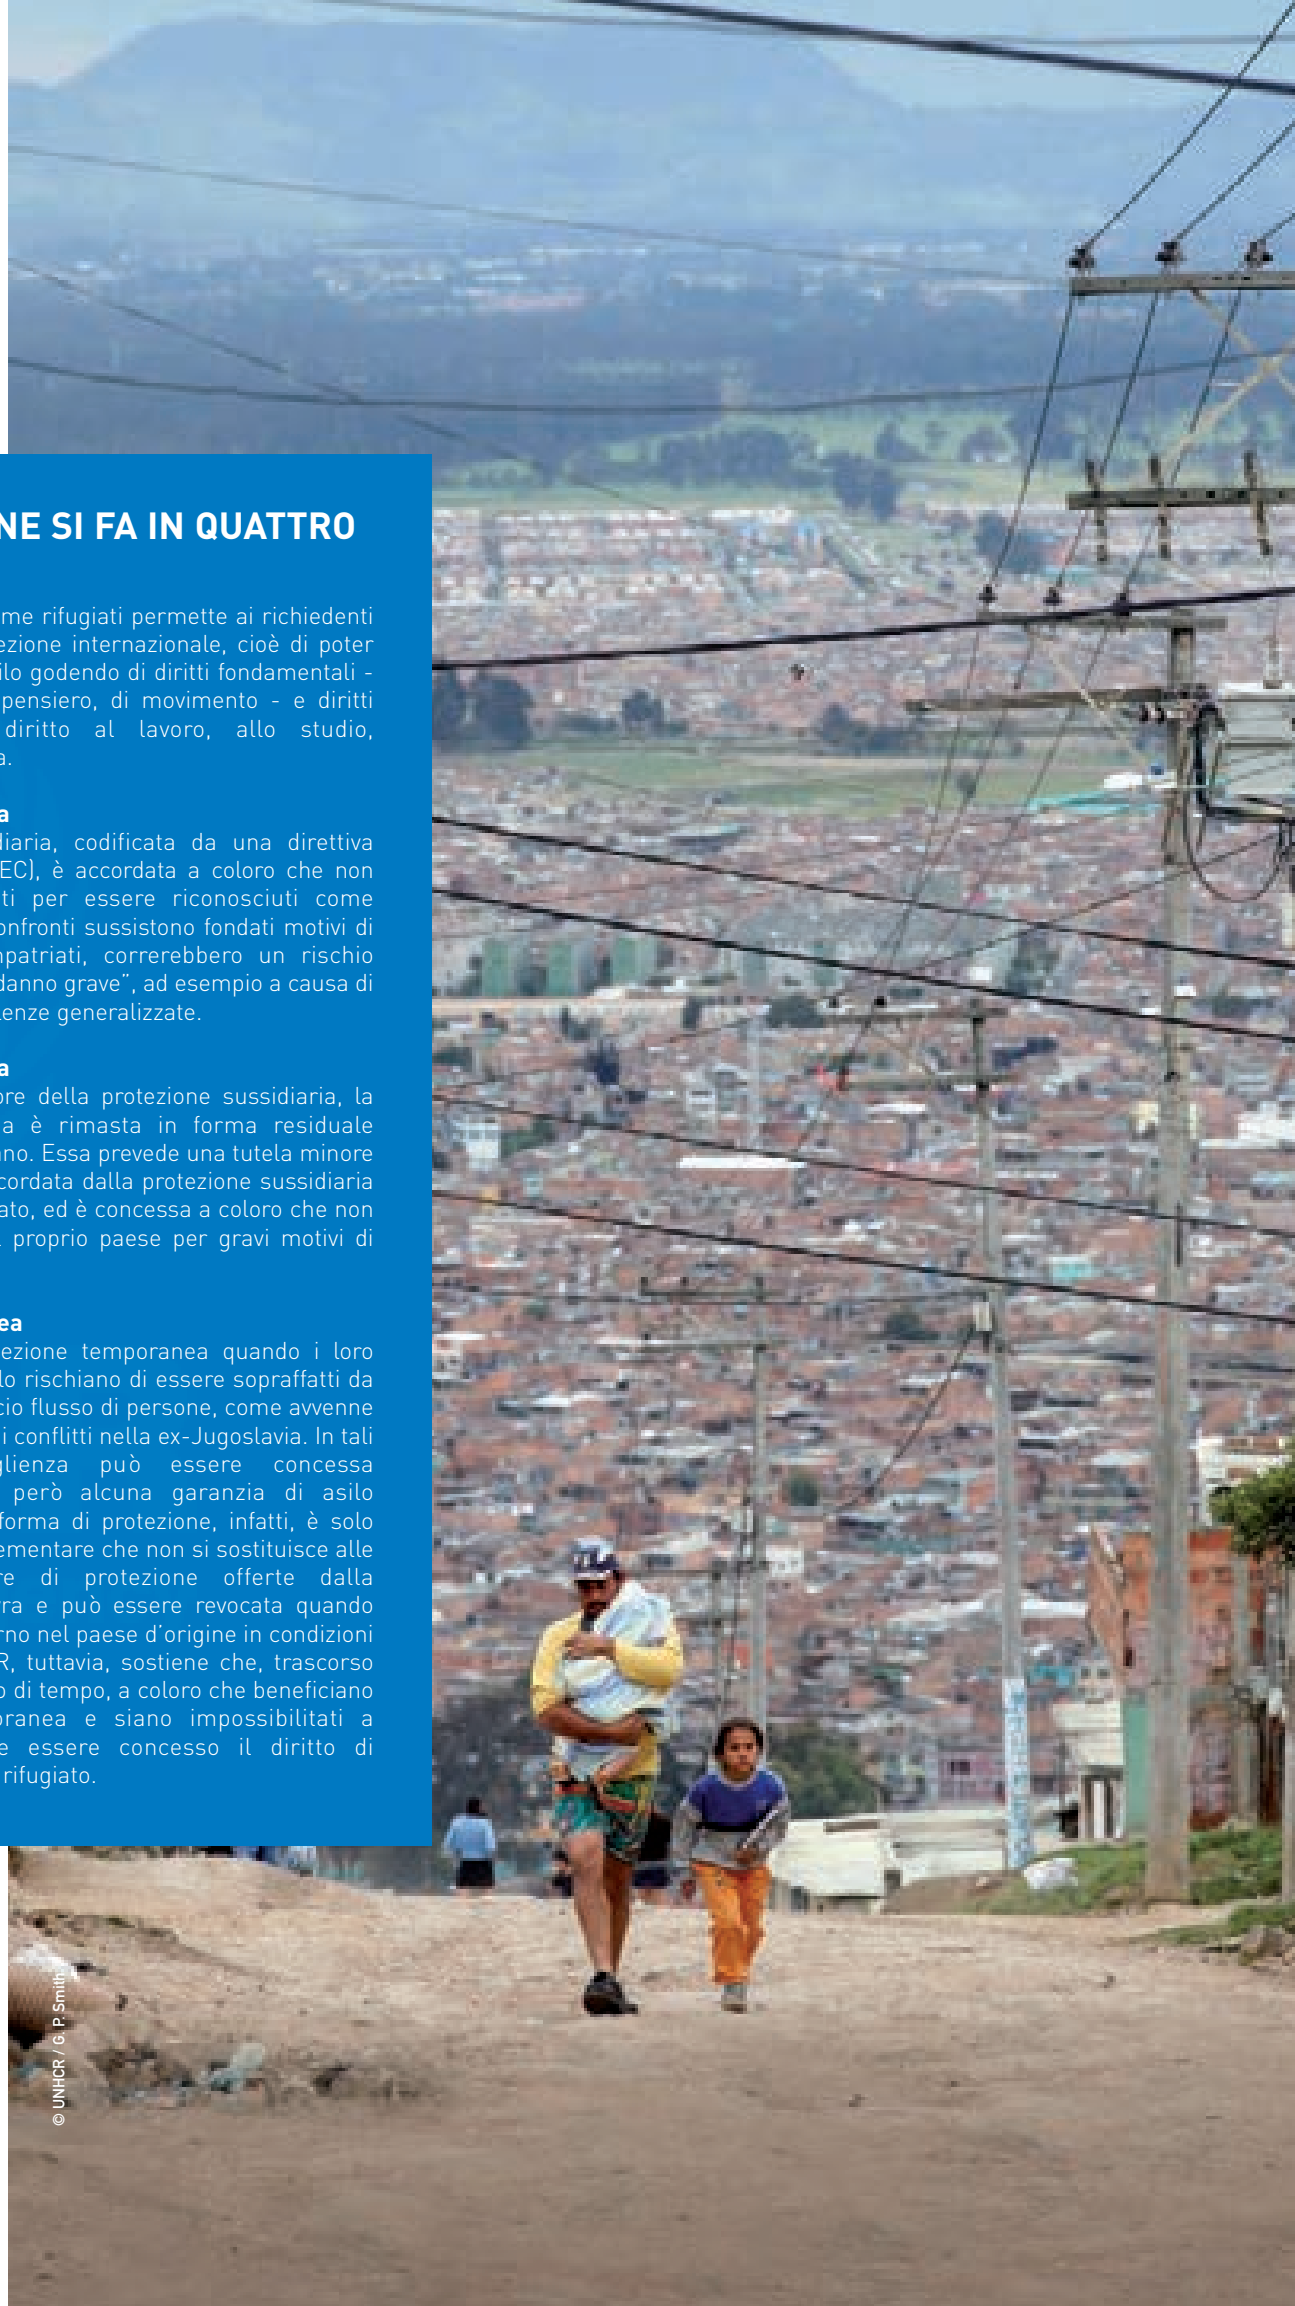 NE SI FA IN QUATTRO
me rifugiati permette ai richiedenti
ezione internazionale, cioè di poter
ilo godendo di diritti fondamentali -
pensiero, di movimento - e diritti
diritto al lavoro, allo studio,
a.
a
diaria, codificata da una direttiva
EC), è accordata a coloro che non
ti per essere riconosciuti come
onfronti sussistono fondati motivi di
mpatriati, correrebbero un rischio
danno grave”, ad esempio a causa di
lenze generalizzate.
a
ore della protezione sussidiaria, la
a è rimasta in forma residuale
ano. Essa prevede una tutela minore
cordata dalla protezione sussidiaria
ato, ed è concessa a coloro che non
l proprio paese per gravi motivi di
ea
ezione temporanea quando i loro
lo rischiano di essere sopraffatti da
cio flusso di persone, come avvenne
i conflitti nella ex-Jugoslavia. In tali
glienza può essere concessa
però alcuna garanzia di asilo
forma di protezione, infatti, è solo
ementare che non si sostituisce alle
re di protezione offerte dalla
ra e può essere revocata quando
rno nel paese d’origine in condizioni
R, tuttavia, sostiene che, trascorso
o di tempo, a coloro che beneficiano
oranea e siano impossibilitati a
e essere concesso il diritto di
rifugiato.
© UNHCR / G. P. Smith